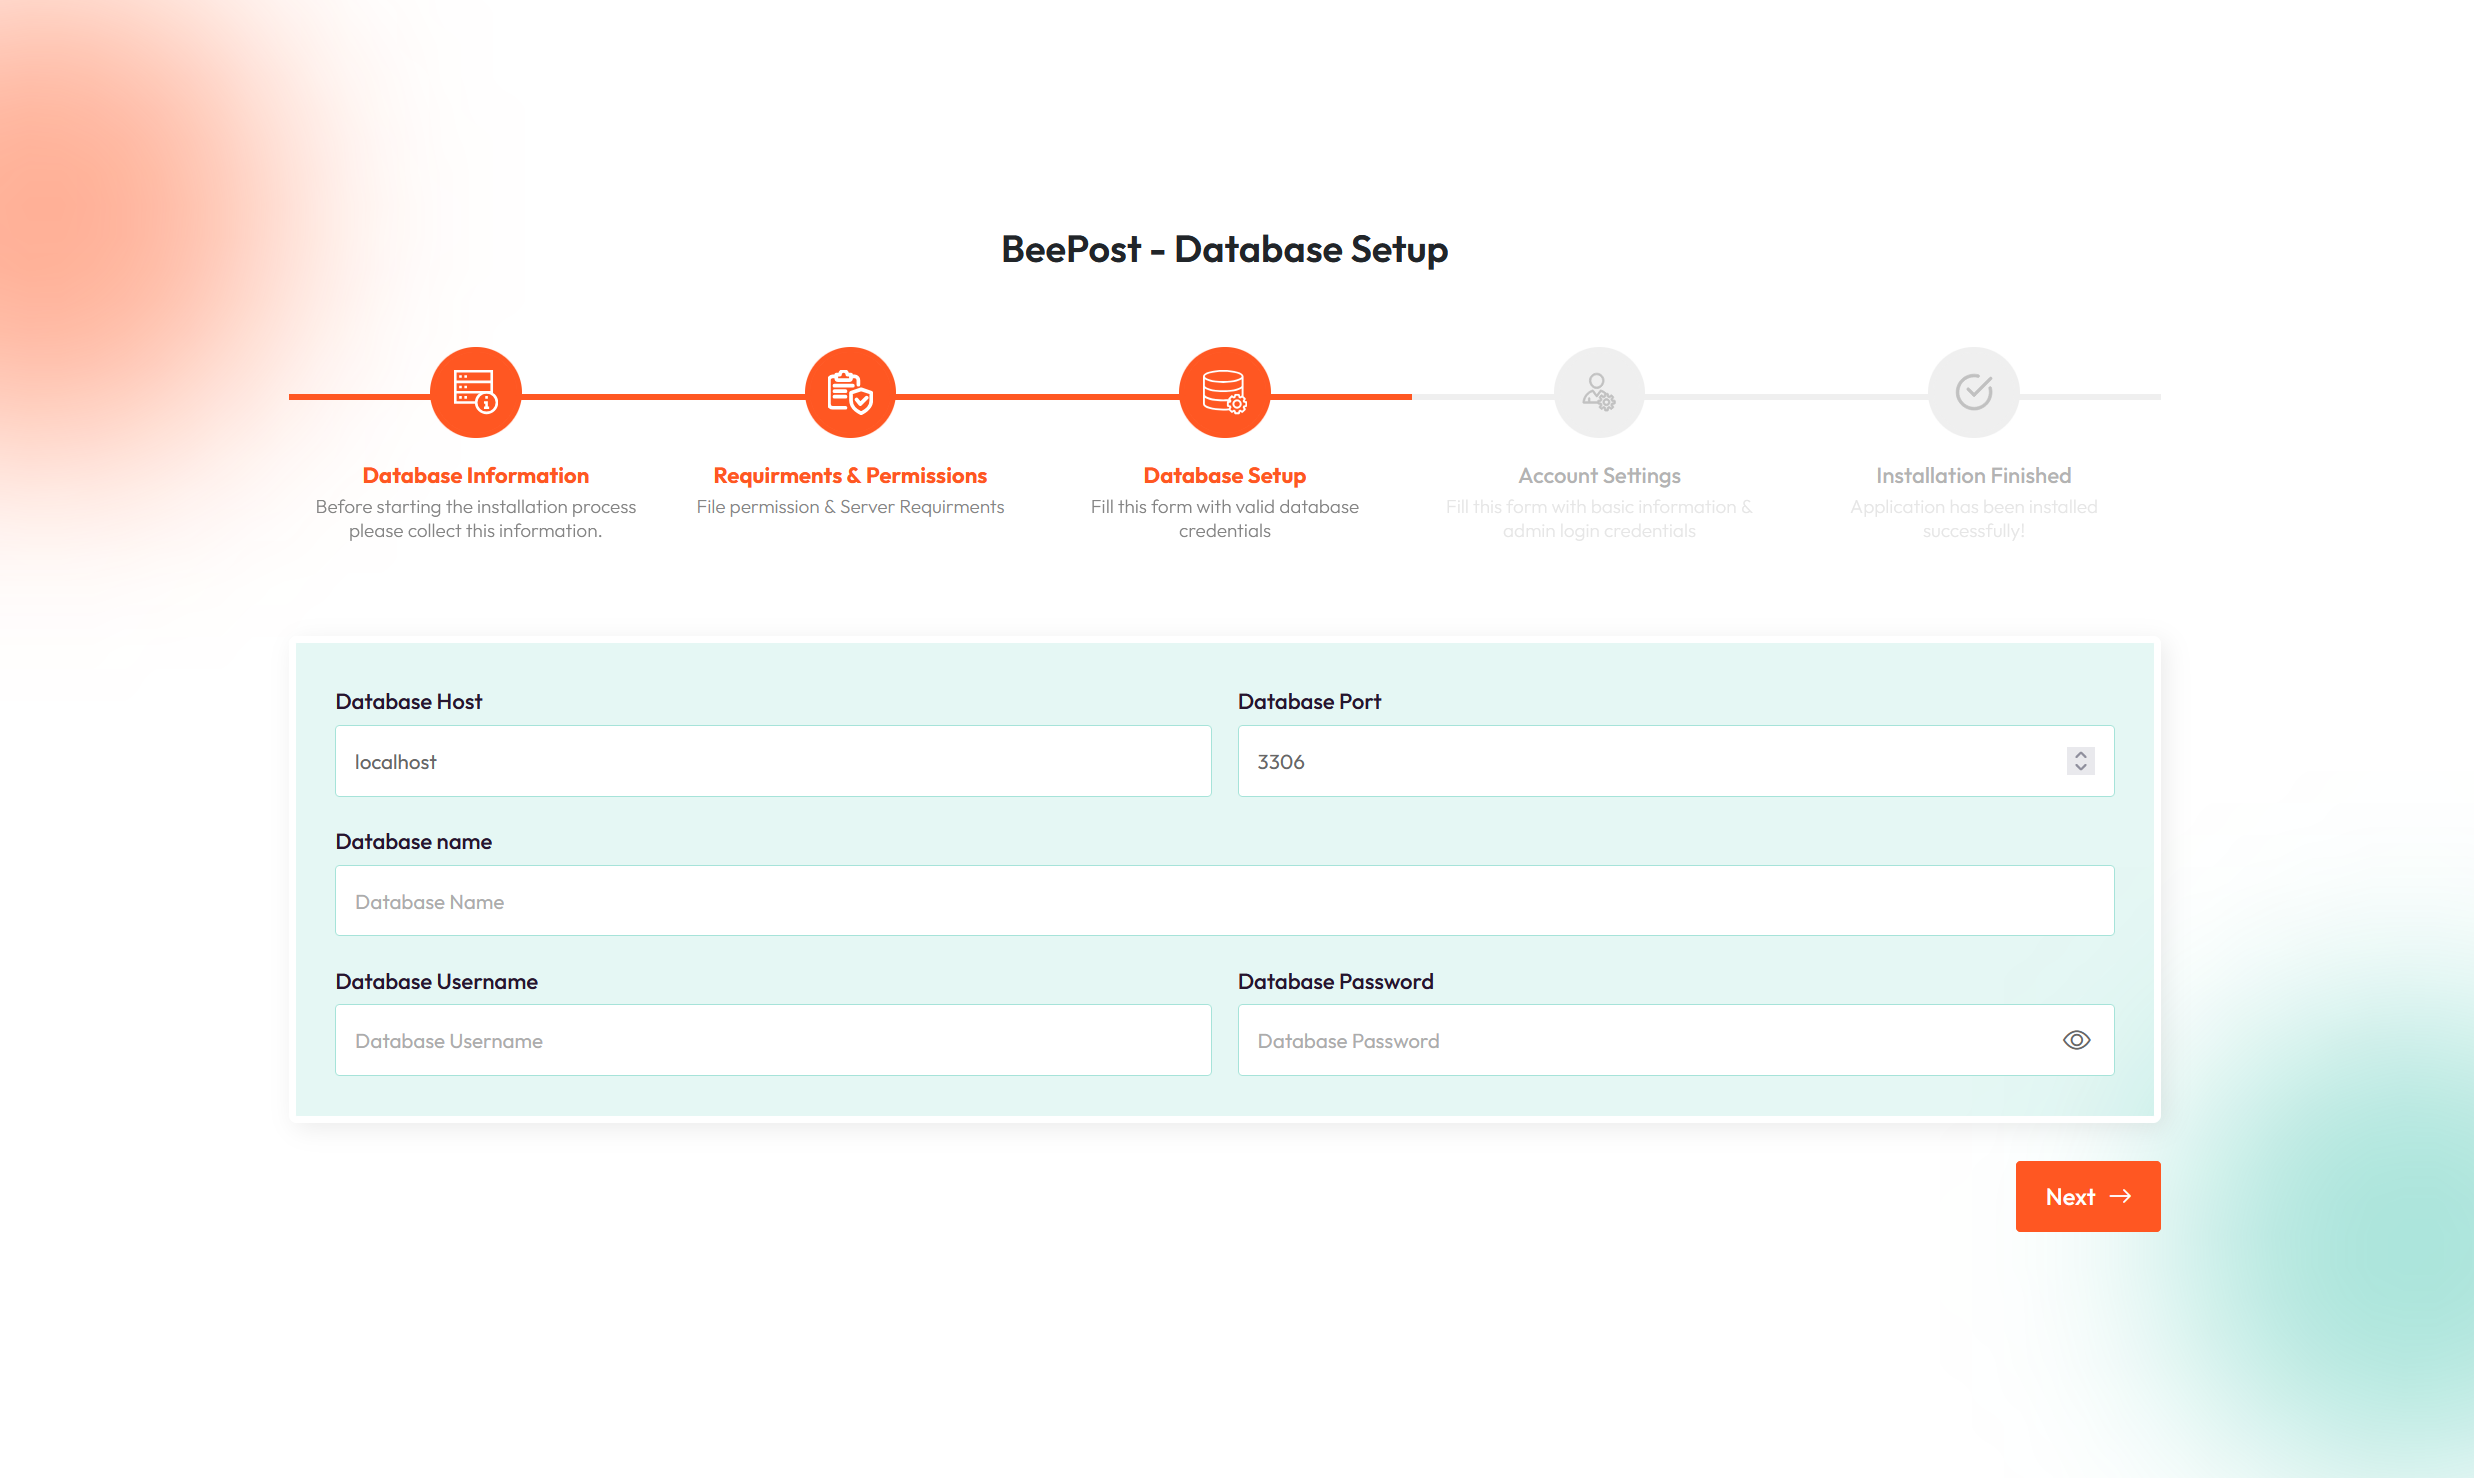 BeePost - Database Setup
Database Information
Before starting the installation process
please collect this information.
Requirments & Permissions
File permission & Server Requirments
Database Setup
Fill this form with valid database
credentials
Account Settings
Fill this form with basic information &
admin login credentials
Installation Finished
Application has been installed
successfully!
Database Host
localhost
Database Port
3306
Database name
Database Name
Database Username
Database Username
Database Password
Database Password
Next